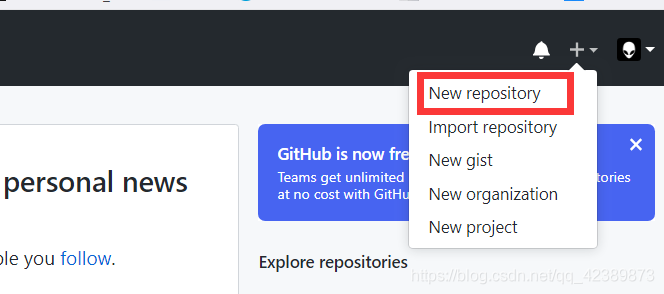 New repository
Import repository
New gist
New organization
New project
GitHub is now fre
Teams get unlimited
tories
at no cost with GitH
personal news
ple you follow.
Explore repositories
https://blog.csdn.net/qq_42389873